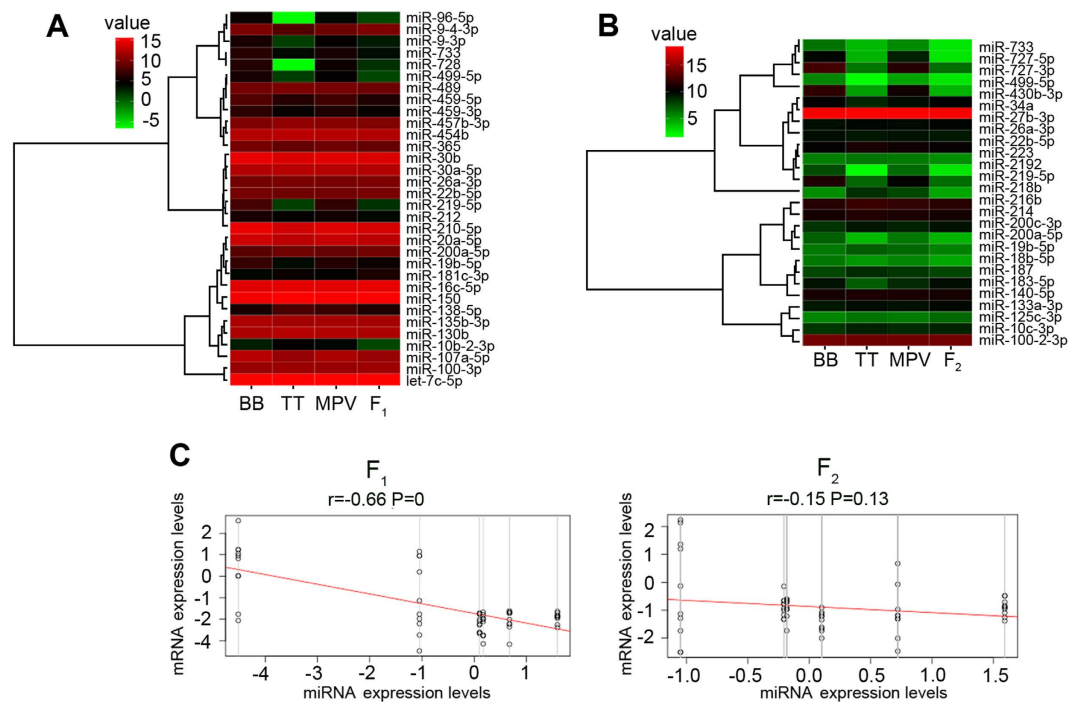 A
value
15
10
5
0
-5
miR-96-5p
miR-9-4-3p
miR-9-3p
miR-733
miR-728
miR-499-5p
miR-489
miR-459-5p
miR-459-3p
miR-457b-3p
miR-454b
miR-365
miR-30b
miR-30a-5p
miR-26a-3p
miR-22b-5p
miR-219-5p
miR-212
miR-210-5p
miR-20a-5p
miR-200a-5p
miR-19b-5p
miR-181c-3p
miR-16c-5p
miR-150
miR-138-5p
miR-135b-3p
miR-130b
miR-10b-2-3p
miR-107a-5p
miR-100-3p
let-7c-5p
BB TT MPV F1
B
value
15
10
5
miR-733
miR-727-5p
miR-727-3p
miR-499-5p
miR-430b-3p
miR-34a
miR-27b-3p
miR-26a-3p
miR-22b-5p
miR-223
miR-2192
miR-219-5p
miR-218b
miR-216b
miR-214
miR-200c-3p
miR-200a-5p
miR-19b-5p
miR-18b-5p
miR-187
miR-183-5p
miR-140-5p
miR-133a-3p
miR-125c-3p
miR-10c-3p
miR-100-2-3p
BB TT MPV F2
C
F1
r=-0.66 P=0
mRNA expression levels
2
1
0
-1
-2
-4
-4 -3 -2 -1 0 1
miRNA expression levels
F2
r=-0.15 P=0.13
mRNA expression levels
2
1
0
-1
-2
-1.0 -0.5 0.0 0.5 1.0 1.5
miRNA expression levels